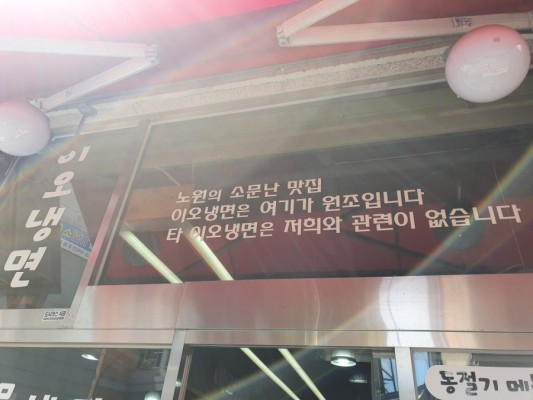 이오냉면
노원의 소문난 맛집
이오냉면은 여기가 원조입니다
타 이오냉면은 저희와 관련이 없습니다
동절기 메